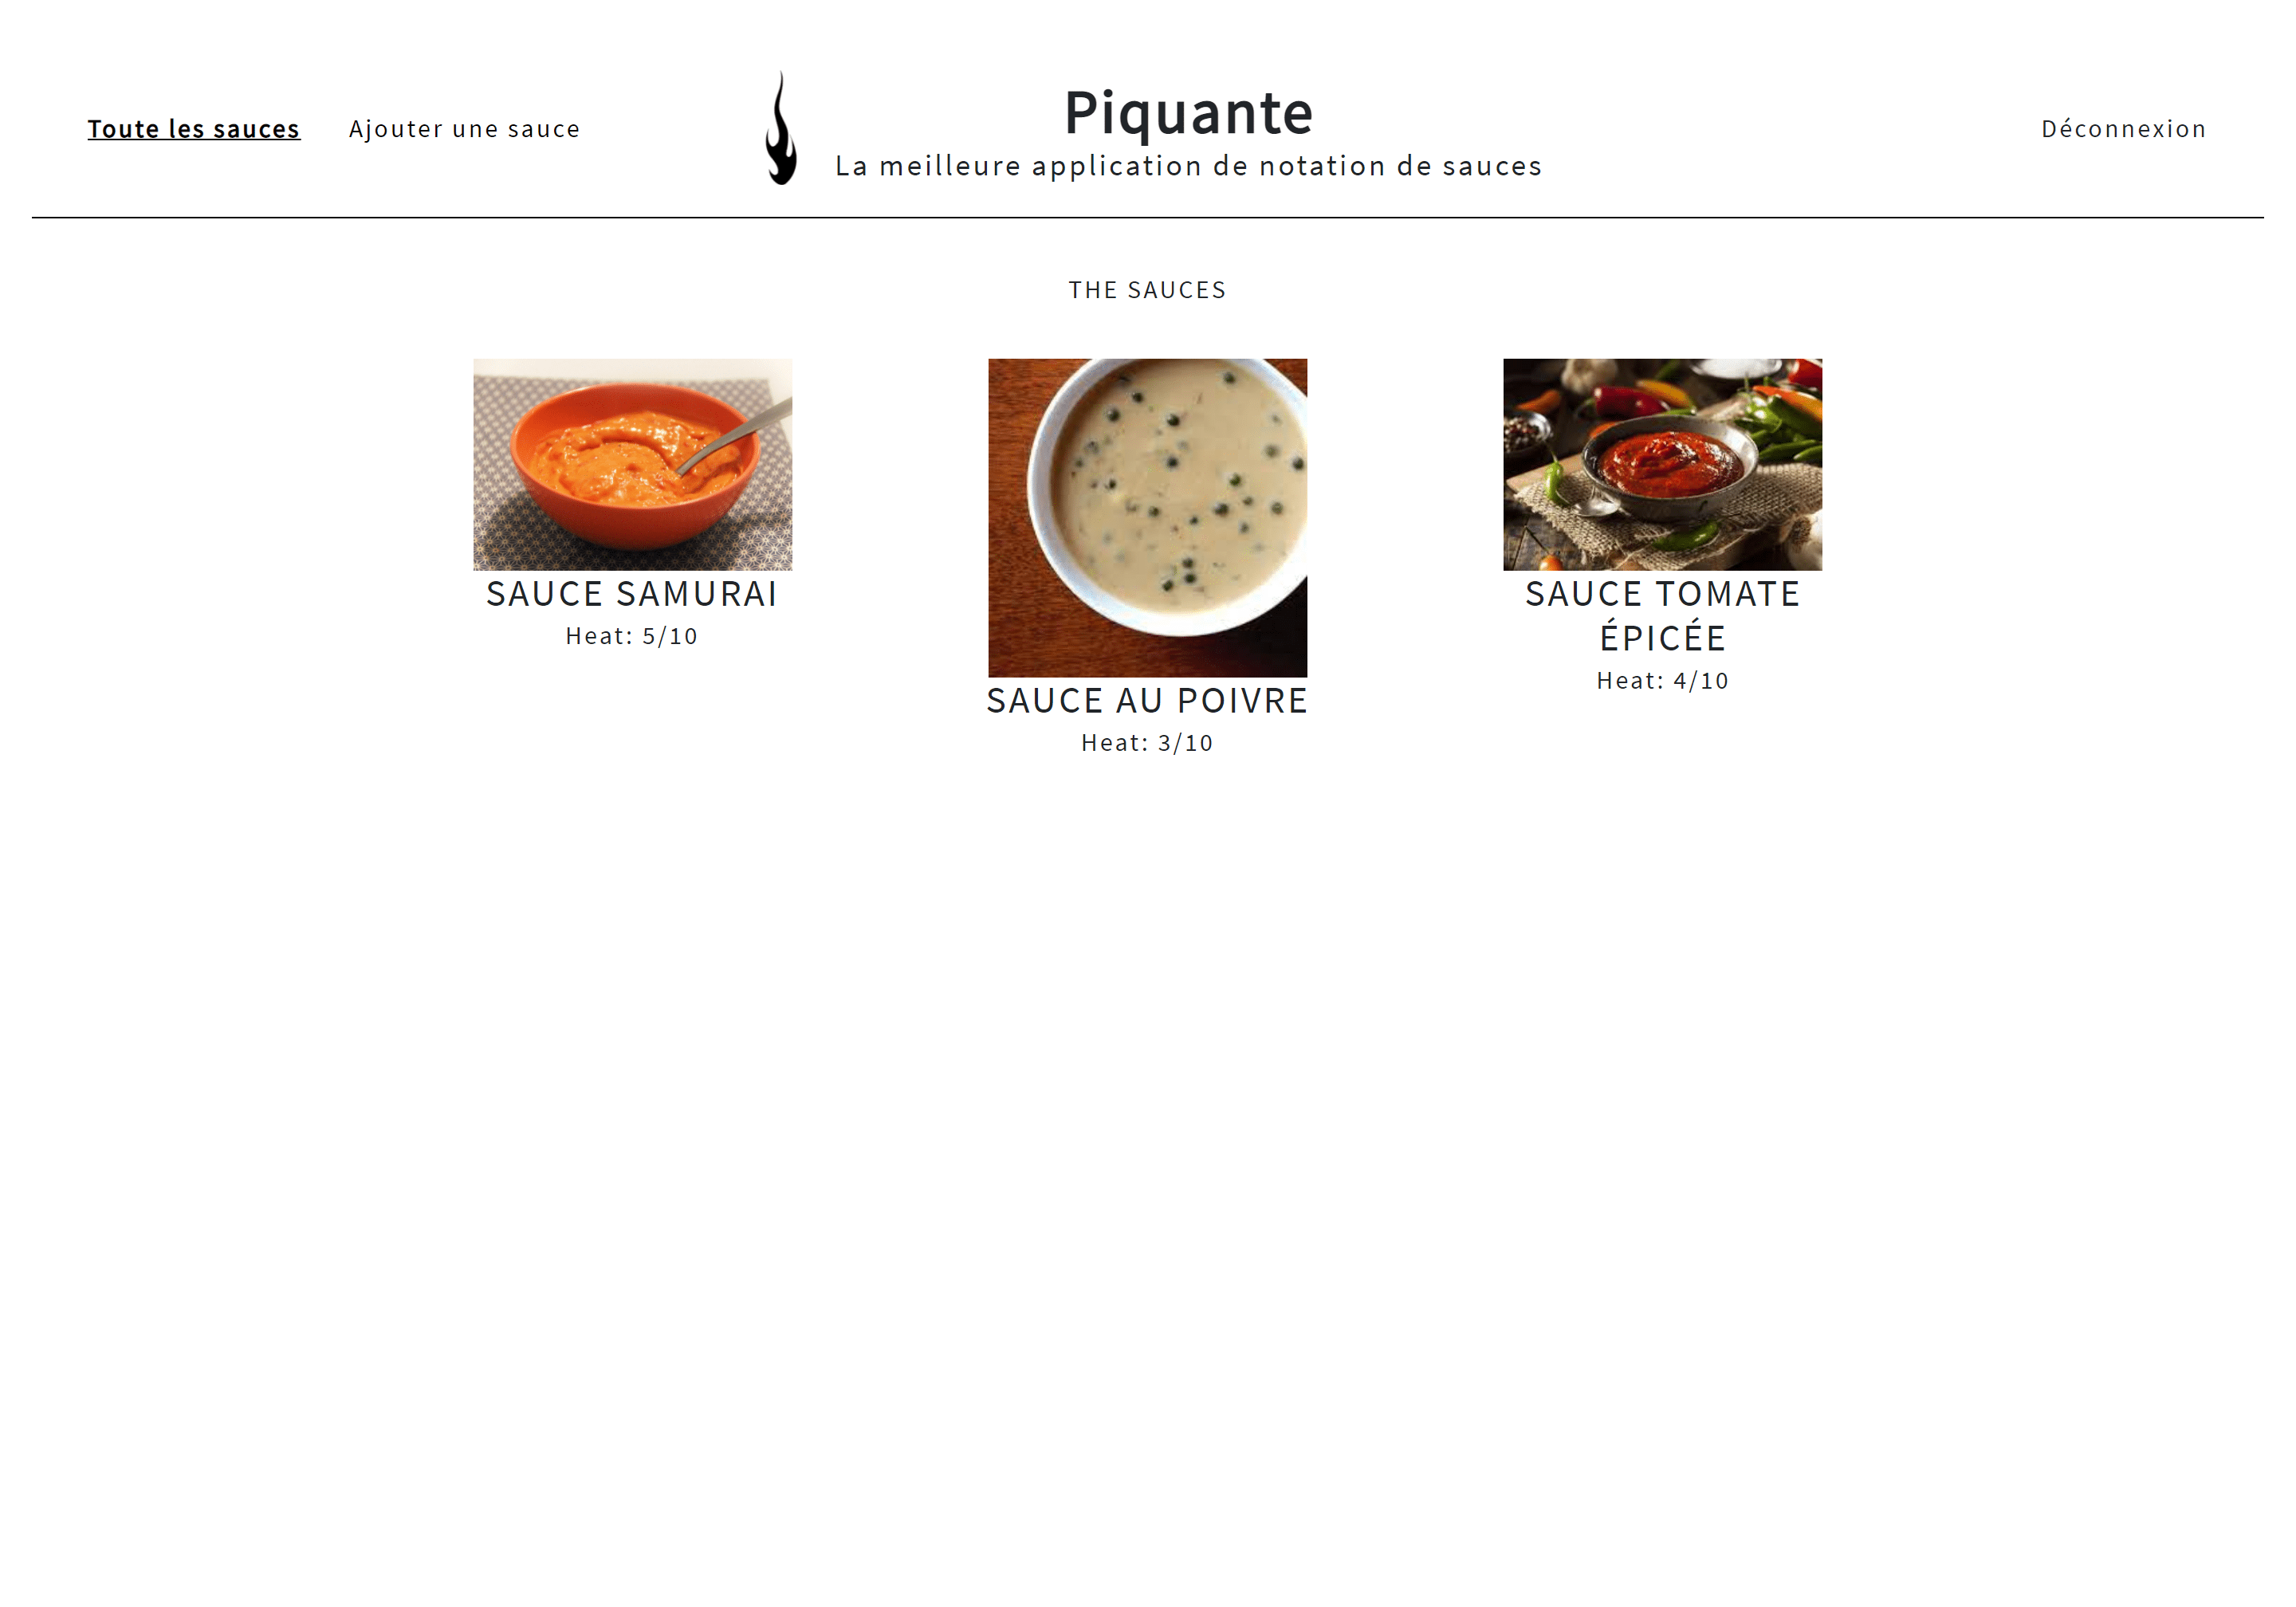 Toute les sauces
Ajouter une sauce
Piquante
La meilleure application de notation de sauces
Déconnexion
THE SAUCES
SAUCE SAMURAI
Heat: 5/10
SAUCE AU POIVRE
Heat: 3/10
SAUCE TOMATE
ÉPICÉE
Heat: 4/10